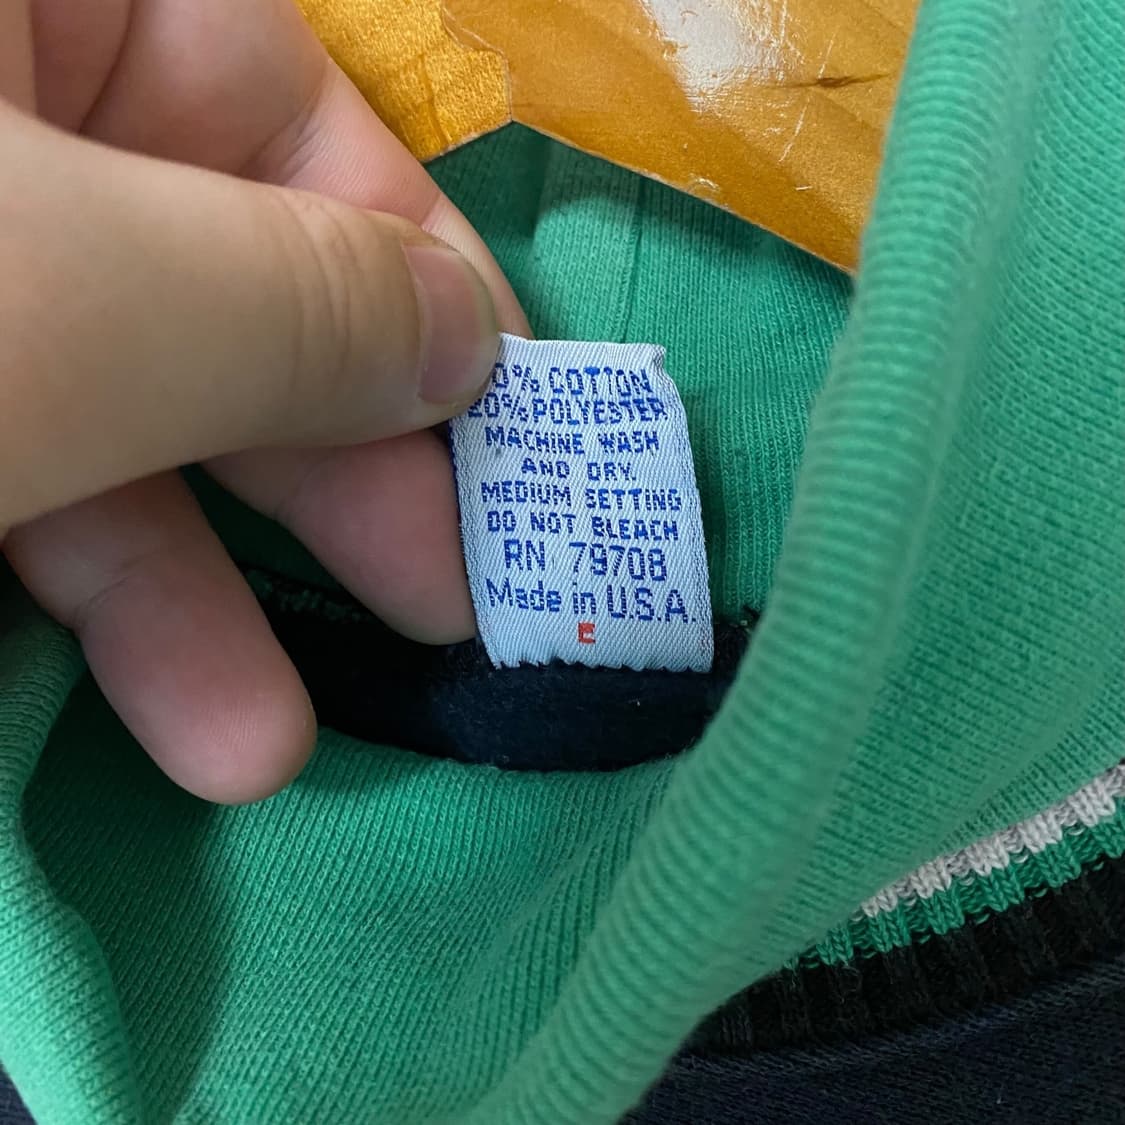 0% COTTON
20% POLYESTER
MACHINE WASH
AND DRY.
MEDIUM SETTING
DO NOT BLEACH
RN 79708
Made in U.S.A.
E